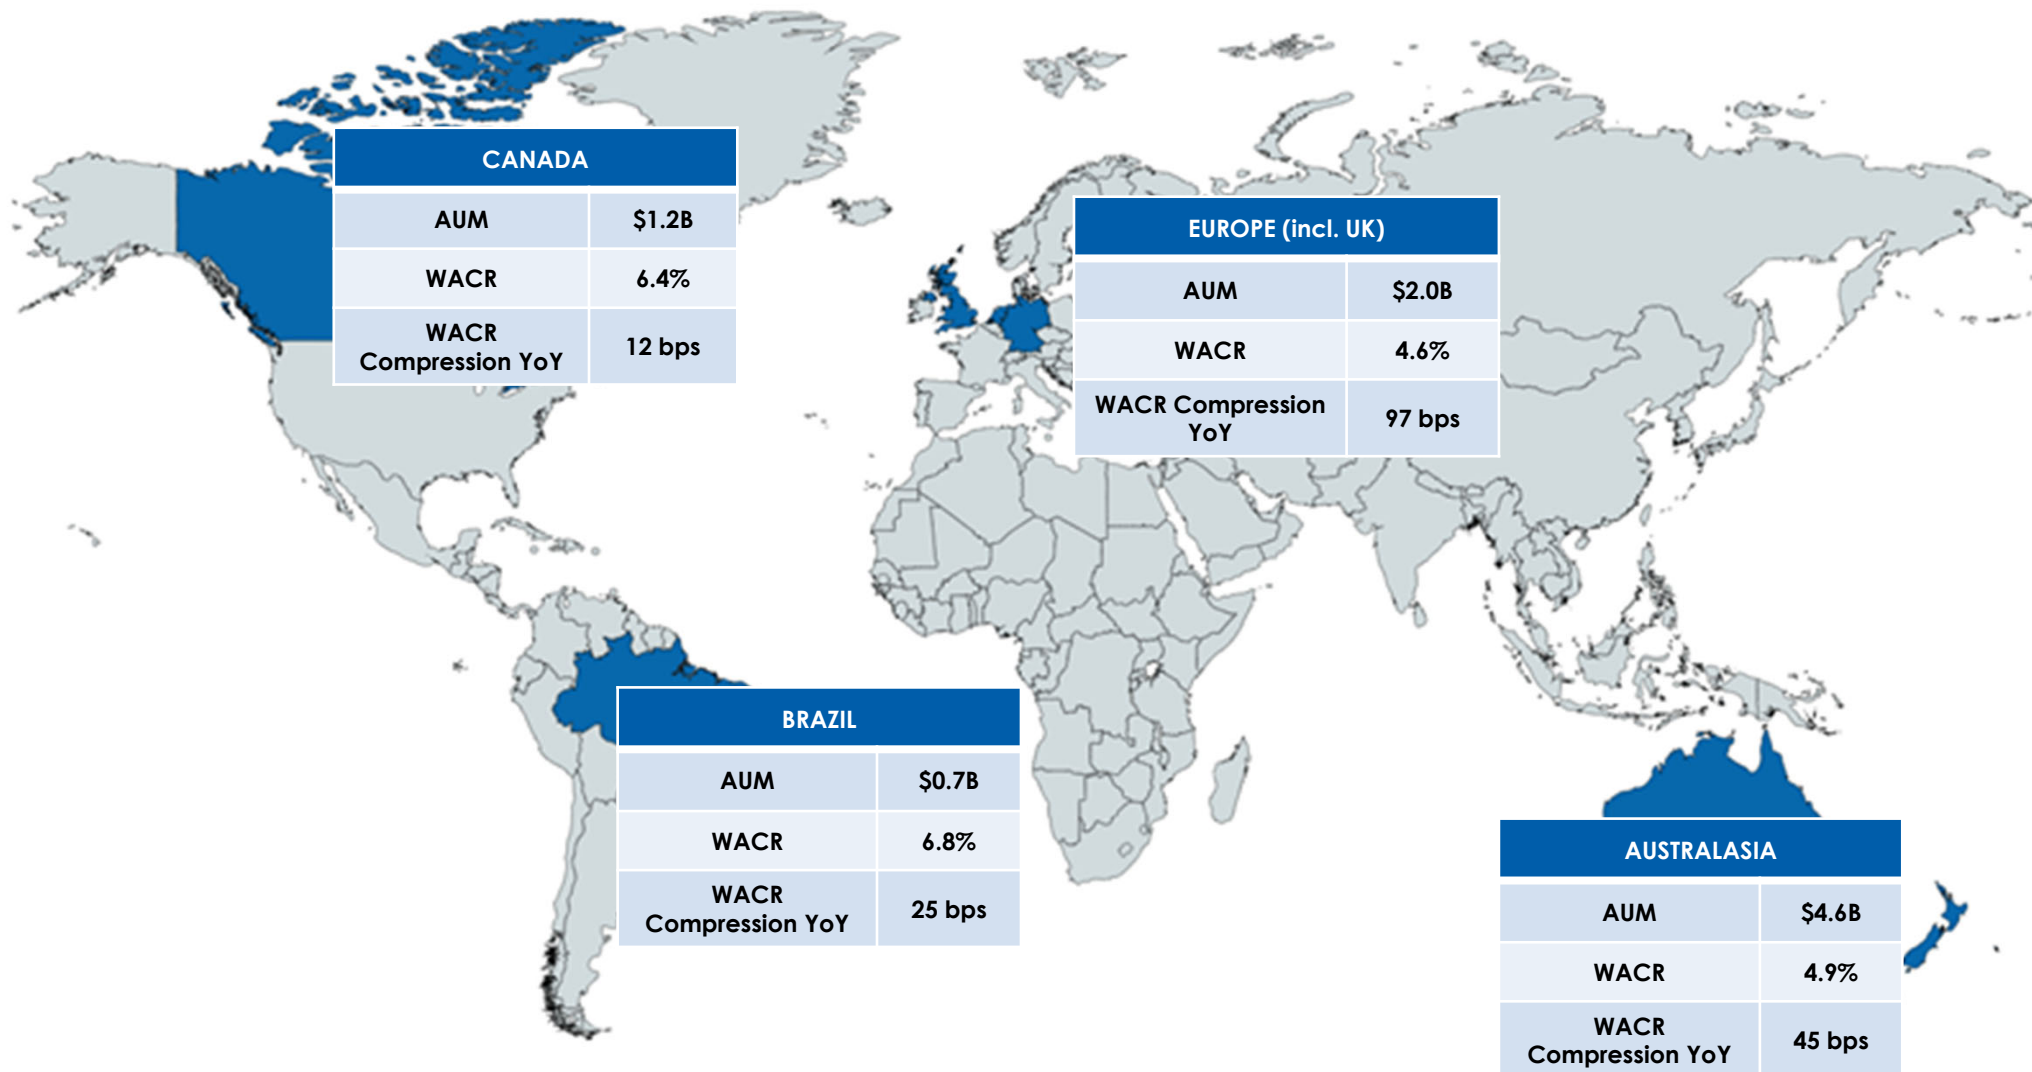 CANADA
AUM $1.2B
WACR 6.4%
WACR
Compression YoY 12 bps
EUROPE (incl. UK)
AUM $2.0B
WACR 4.6%
WACR Compression
YoY 97 bps
BRAZIL
AUM $0.7B
WACR 6.8%
WACR
Compression YoY 25 bps
AUSTRALASIA
AUM $4.6B
WACR 4.9%
WACR
Compression YoY 45 bps